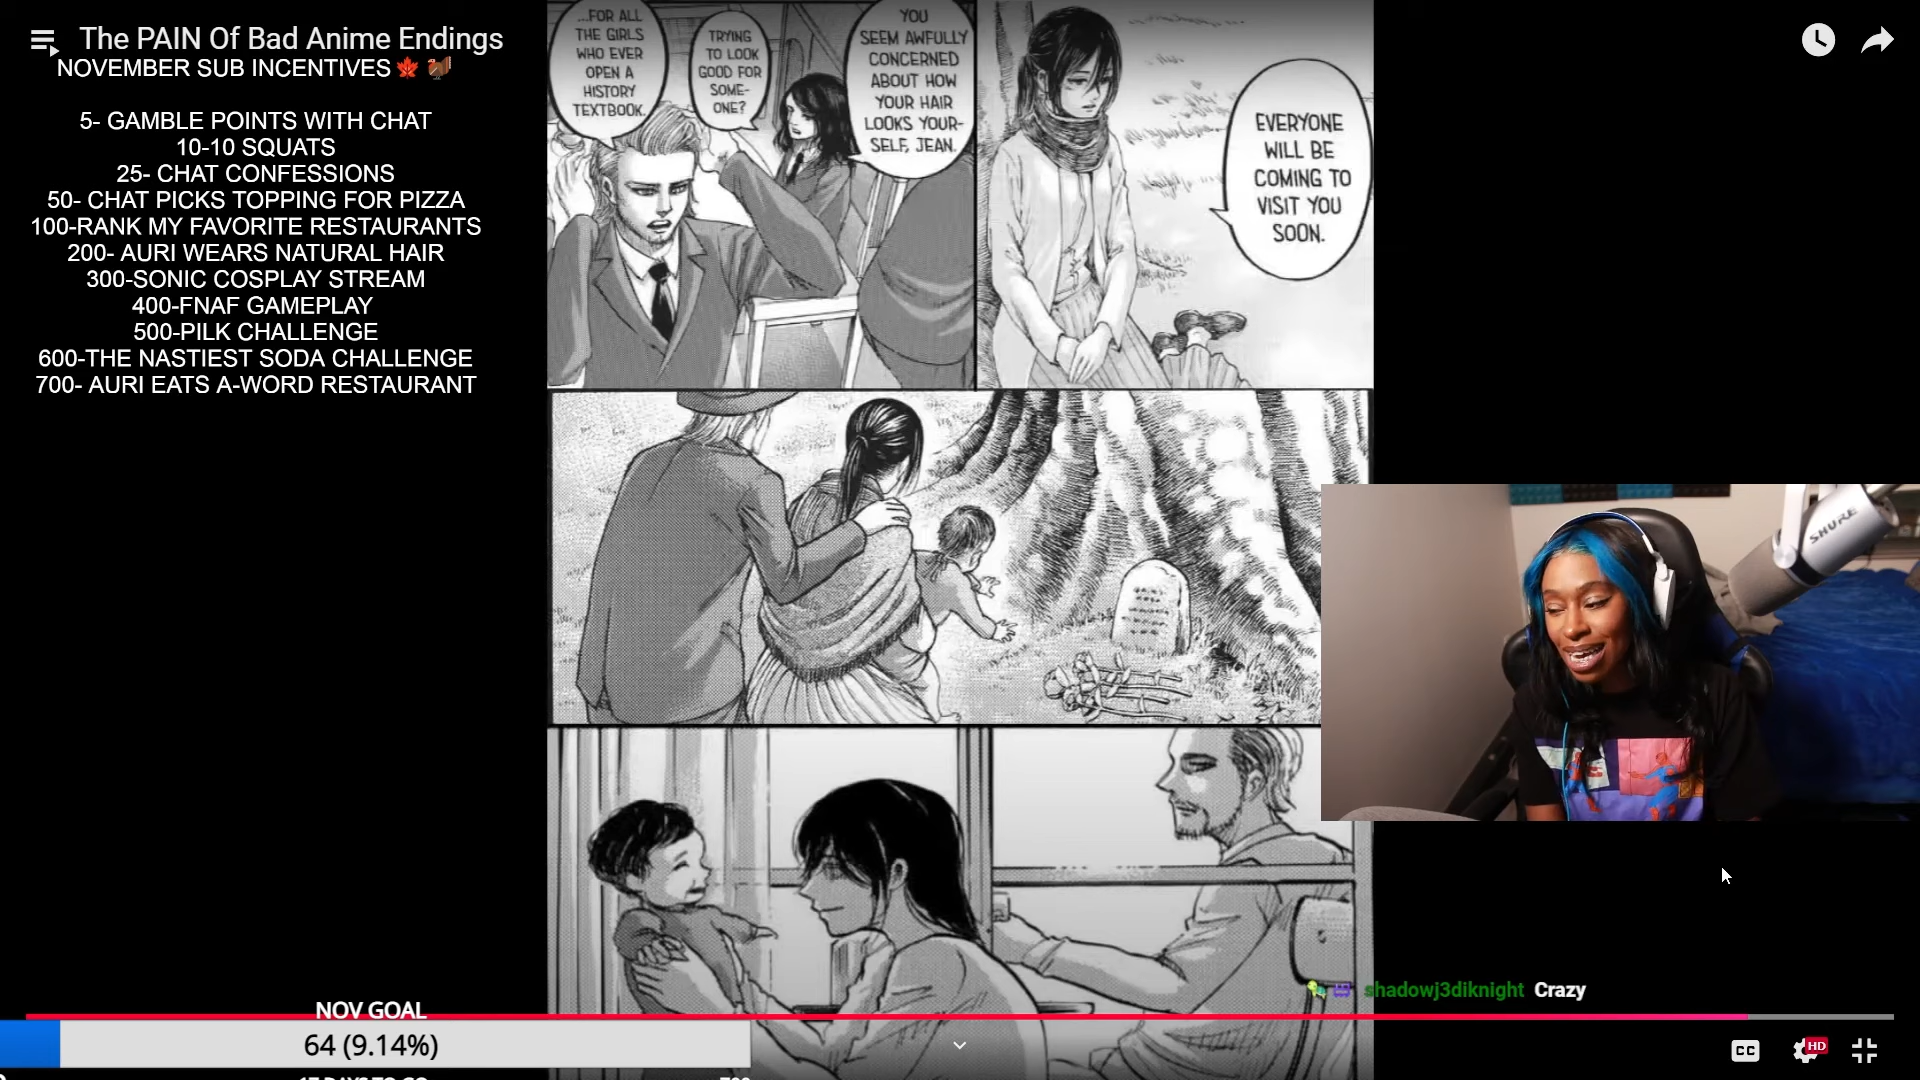 The PAIN Of Bad Anime Endings
NOVEMBER SUB INCENTIVES🍁 🦃
5- GAMBLE POINTS WITH CHAT
10-10 SQUATS
25- CHAT CONFESSIONS
50- CHAT PICKS TOPPING FOR PIZZA
100-RANK MY FAVORITE RESTAURANTS
200- AURI WEARS NATURAL HAIR
300-SONIC COSPLAY STREAM
400-FNAF GAMEPLAY
500-PILK CHALLENGE
600-THE NASTIEST SODA CHALLENGE
700- AURI EATS A-WORD RESTAURANT
...FOR ALL
THE GIRLS
WHO EVER
OPEN A
HISTORY
TEXTBOOK.
TRYING
TO LOOK
GOOD FOR
SOME-
ONE?
YOU
SEEM AWFULLY
CONCERNED
ABOUT HOW
YOUR HAIR
LOOKS YOUR-
SELF, JEAN.
EVERYONE
WILL BE
COMING TO
VISIT YOU
SOON.
SHURE
shadowj3diknight Crazy
NOV GOAL
64 (9.14%)
CC
HD